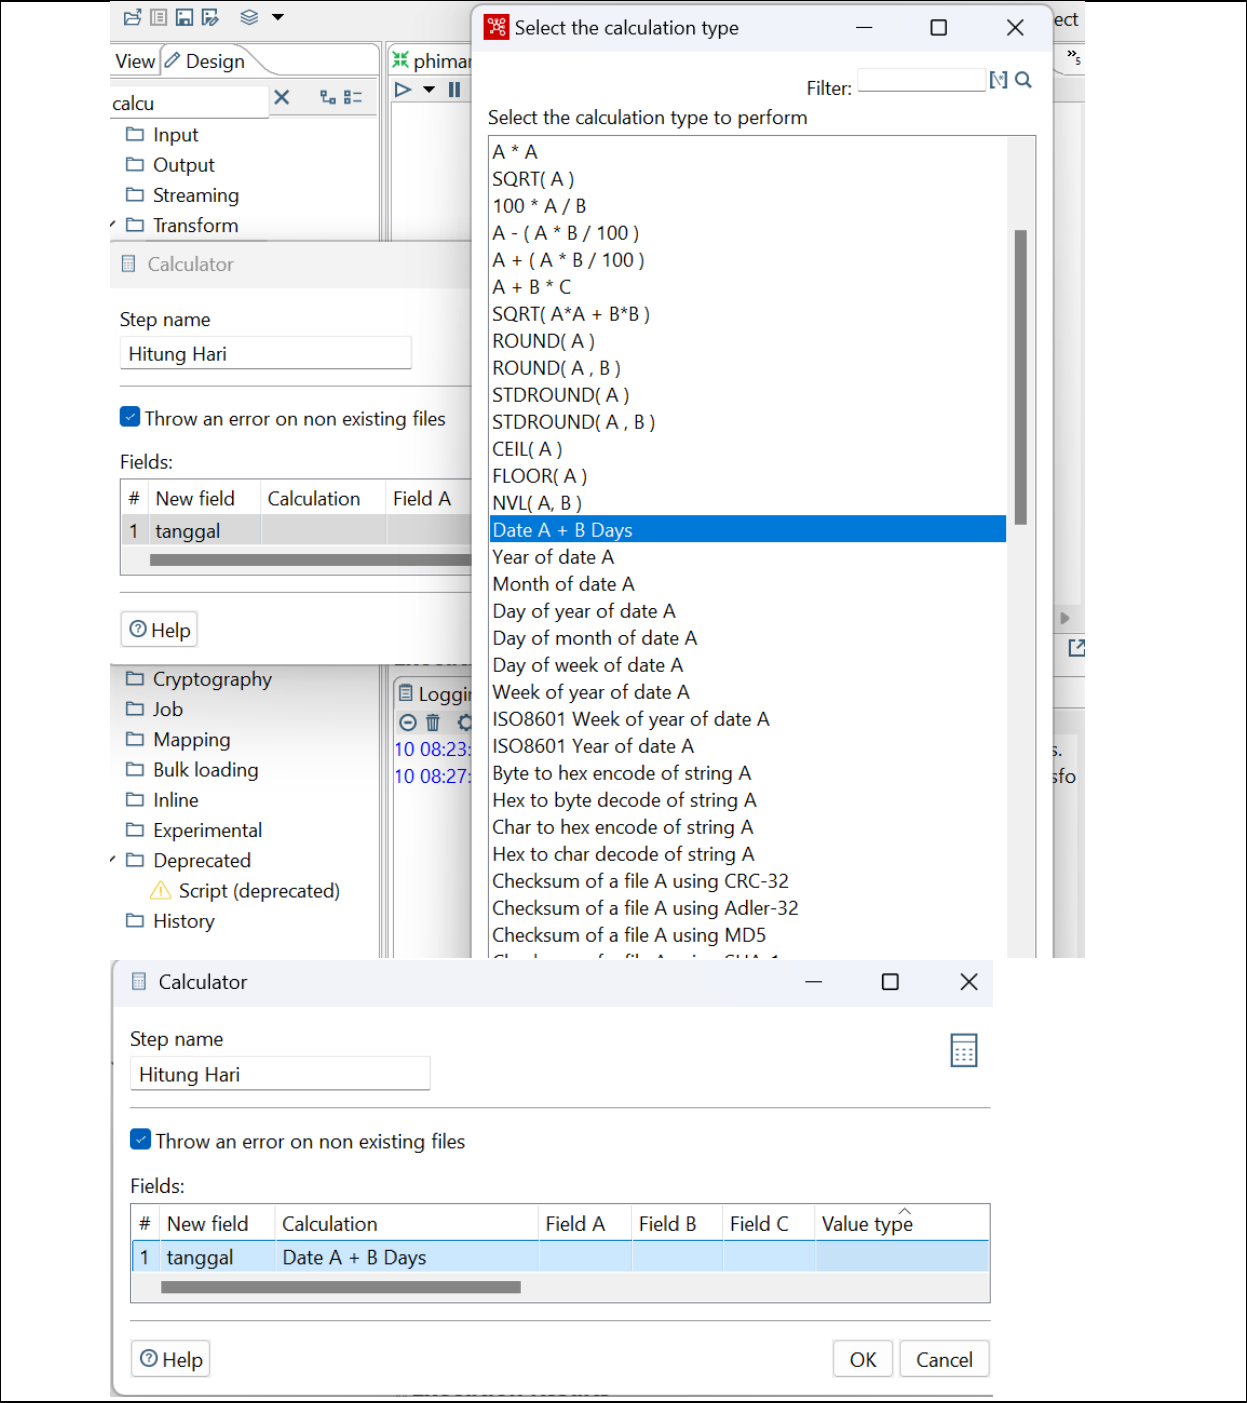 Select the calculation type
ect
View Design
phimar
»5
calcu
Filter:
Select the calculation type to perform
Input
Output
Streaming
Transform
A * A
SQRT( A )
100 * A / B
A - ( A * B / 100 )
A + ( A * B / 100 )
A + B * C
SQRT( A*A + B*B )
ROUND( A )
ROUND( A , B )
STDROUND( A )
STDROUND( A , B )
CEIL( A )
FLOOR( A )
NVL( A, B )
Date A + B Days
Year of date A
Month of date A
Day of year of date A
Day of month of date A
Day of week of date A
Week of year of date A
ISO8601 Week of year of date A
ISO8601 Year of date A
Byte to hex encode of string A
Hex to byte decode of string A
Char to hex encode of string A
Hex to char decode of string A
Checksum of a file A using CRC-32
Checksum of a file A using Adler-32
Checksum of a file A using MD5
Calculator
Step name
Hitung Hari
Throw an error on non existing files
Fields:
# New field Calculation Field A
1 tanggal
Help
Cryptography
Job
Mapping
Bulk loading
Inline
Experimental
Deprecated
Script (deprecated)
History
Loggin
10 08:23:
10 08:27:
s.
sfo
Calculator
Step name
Hitung Hari
Throw an error on non existing files
Fields:
# New field Calculation Field A Field B Field C Value type
1 tanggal Date A + B Days
Help OK Cancel